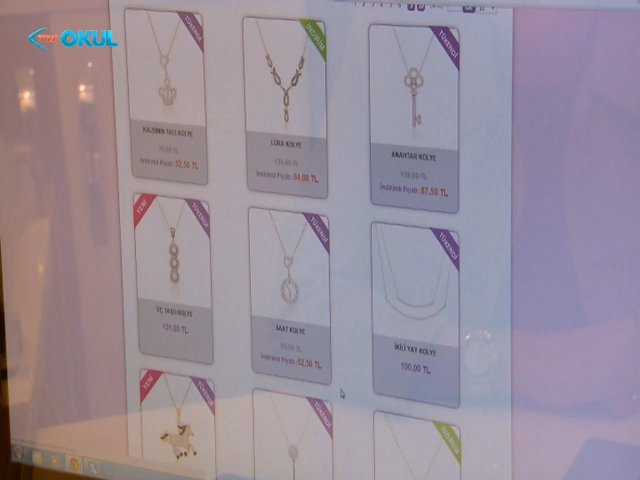 OKUL
TÜKENDİ
KALBİMİN TACI KOLYE
İndirimli Fiyatı :52,50 TL
İNDİRİM
LORA KOLYE
İndirimli Fiyatı :84,00 TL
TÜKENDİ
ANAHTAR KOLYE
İndirimli Fiyatı :87,50 TL
YENİ
TÜKENDİ
ÜÇ TAŞLI KOLYE
131,00 TL
TÜKENDİ
SAAT KOLYE
İndirimli Fiyatı :52,50 TL
TÜKENDİ
İKİLİ YAY KOLYE
100,00 TL
YENİ
TÜKENDİ
TÜKENDİ